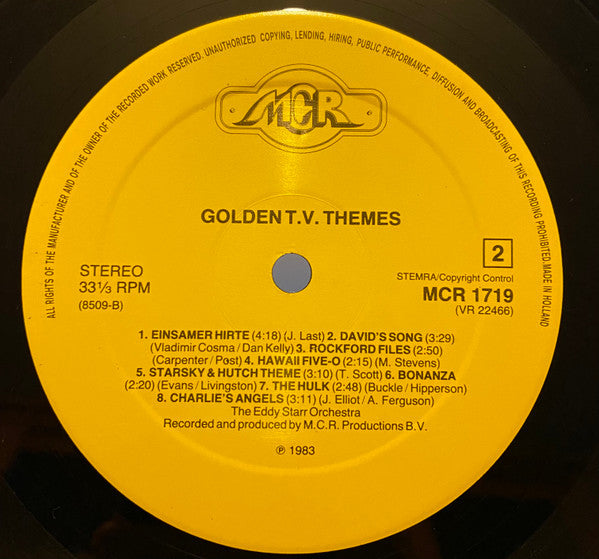 ALL RIGHTS OF THE MANUFACTURER AND OF THE OWNER OF THE RECORDED WORK RESERVED. UNAUTHORIZED COPYING, LENDING, HIRING, PUBLIC PERFORMANCE, DIFFUSION AND BROADCASTING OF THIS RECORDING PROHIBITED. MADE IN HOLLAND
MCR
GOLDEN T.V. THEMES
2
STEREO
33⅓ RPM
(8509-B)
STEMRA/Copyright Control
MCR 1719
(VR 22466)
1. EINSAMER HIRTE (4:18) (J. Last) 2. DAVID'S SONG (3:29)
(Vladimir Cosma/Dan Kelly) 3. ROCKFORD FILES (2:50)
(Carpenter/Post) 4. HAWAII FIVE-O (2:15) (M. Stevens)
5. STARSKY & HUTCH THEME (3:10) (T. Scott) 6. BONANZA
(2:20) (Evans/Livingston) 7. THE HULK (2:48) (Buckle/Hipperson)
8. CHARLIE'S ANGELS (3:11) (J. Elliot/A. Ferguson)
The Eddy Starr Orchestra
Recorded and produced by M.C.R. Productions B.V.
℗ 1983